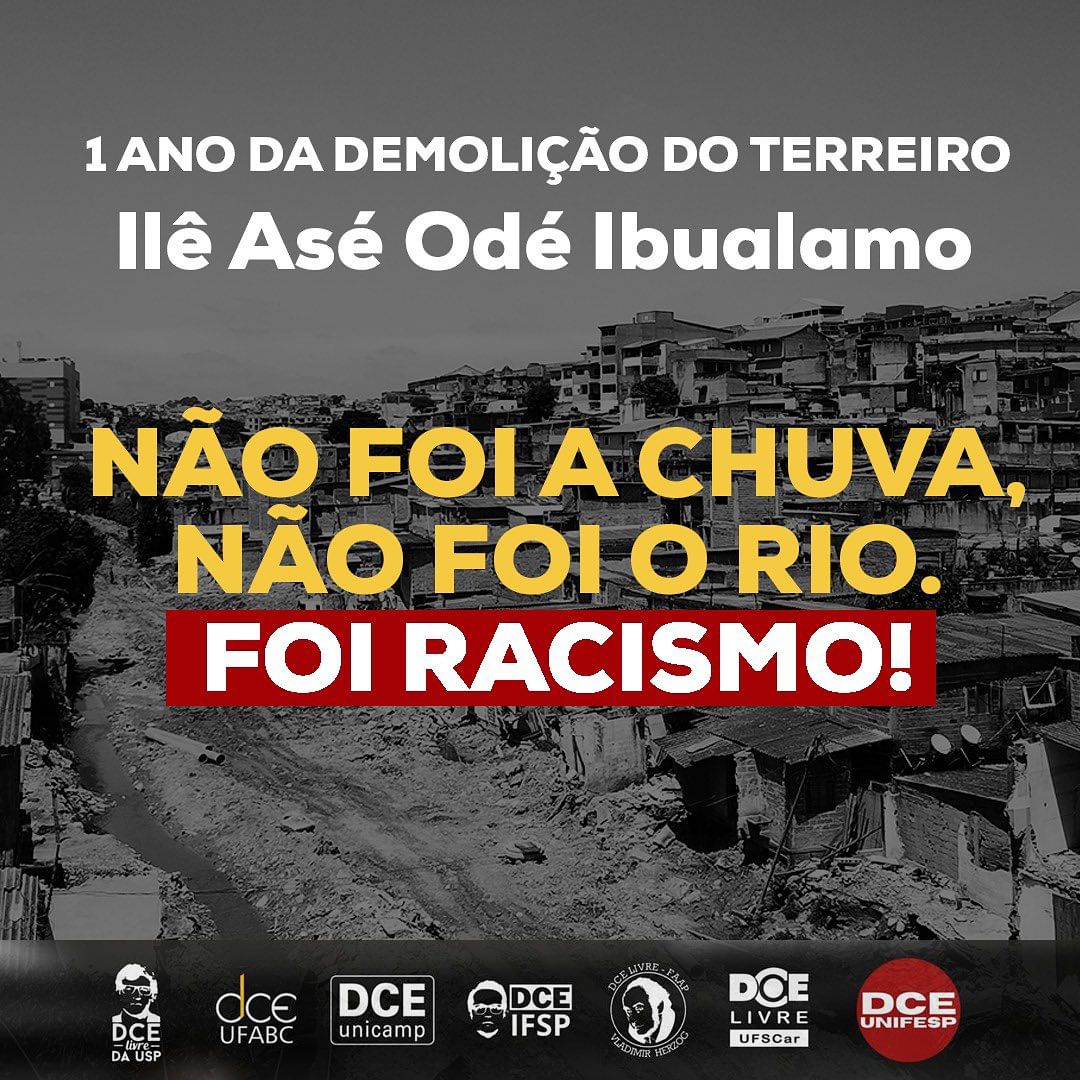 1 ANO DA DEMOLIÇÃO DO TERREIRO
Ilê Asé Odé Ibualamo
NÃO FOI A CHUVA,
NÃO FOI O RIO.
FOI RACISMO!
DCE
livre
DA USP
dce
UFABC
DCE
unicamp
DCE
IFSP
DCE LIVRE - FAAP
VLADIMIR HERZOG
DCE
LIVRE
UFSCar
DCE
UNIFESP